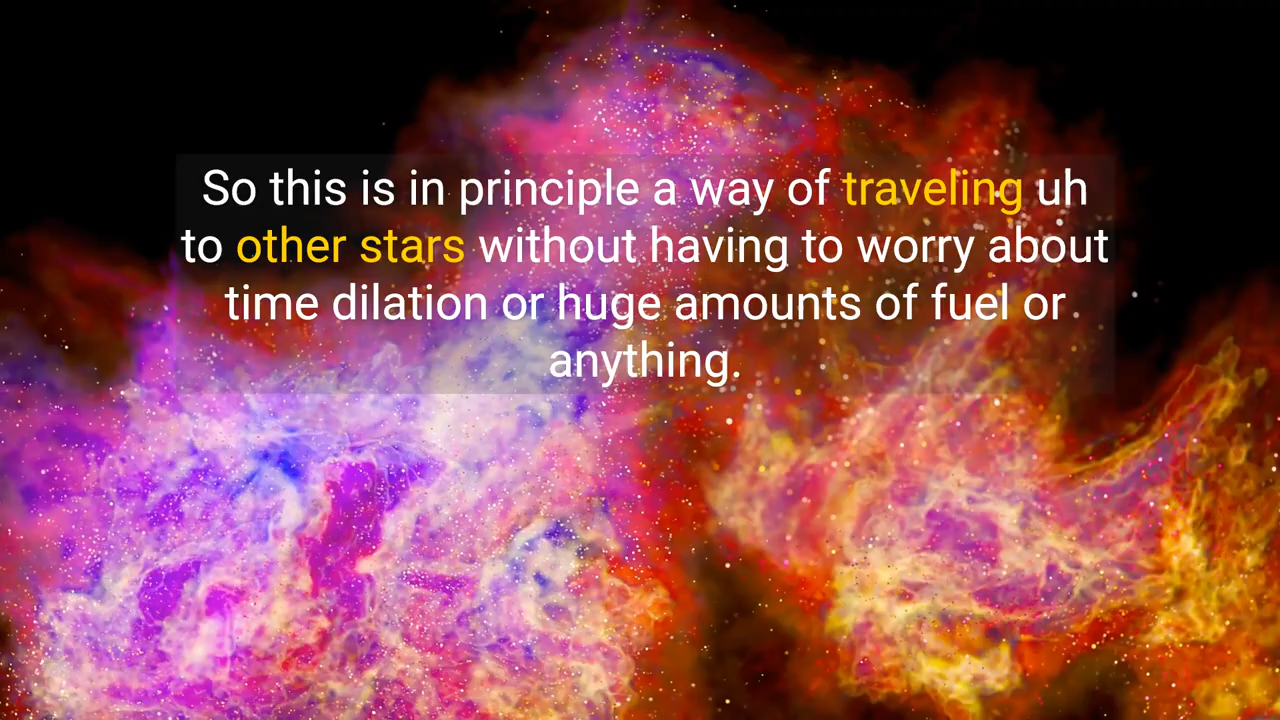 So this is in principle a way of traveling uh
to other stars without having to worry about
time dilation or huge amounts of fuel or
anything.